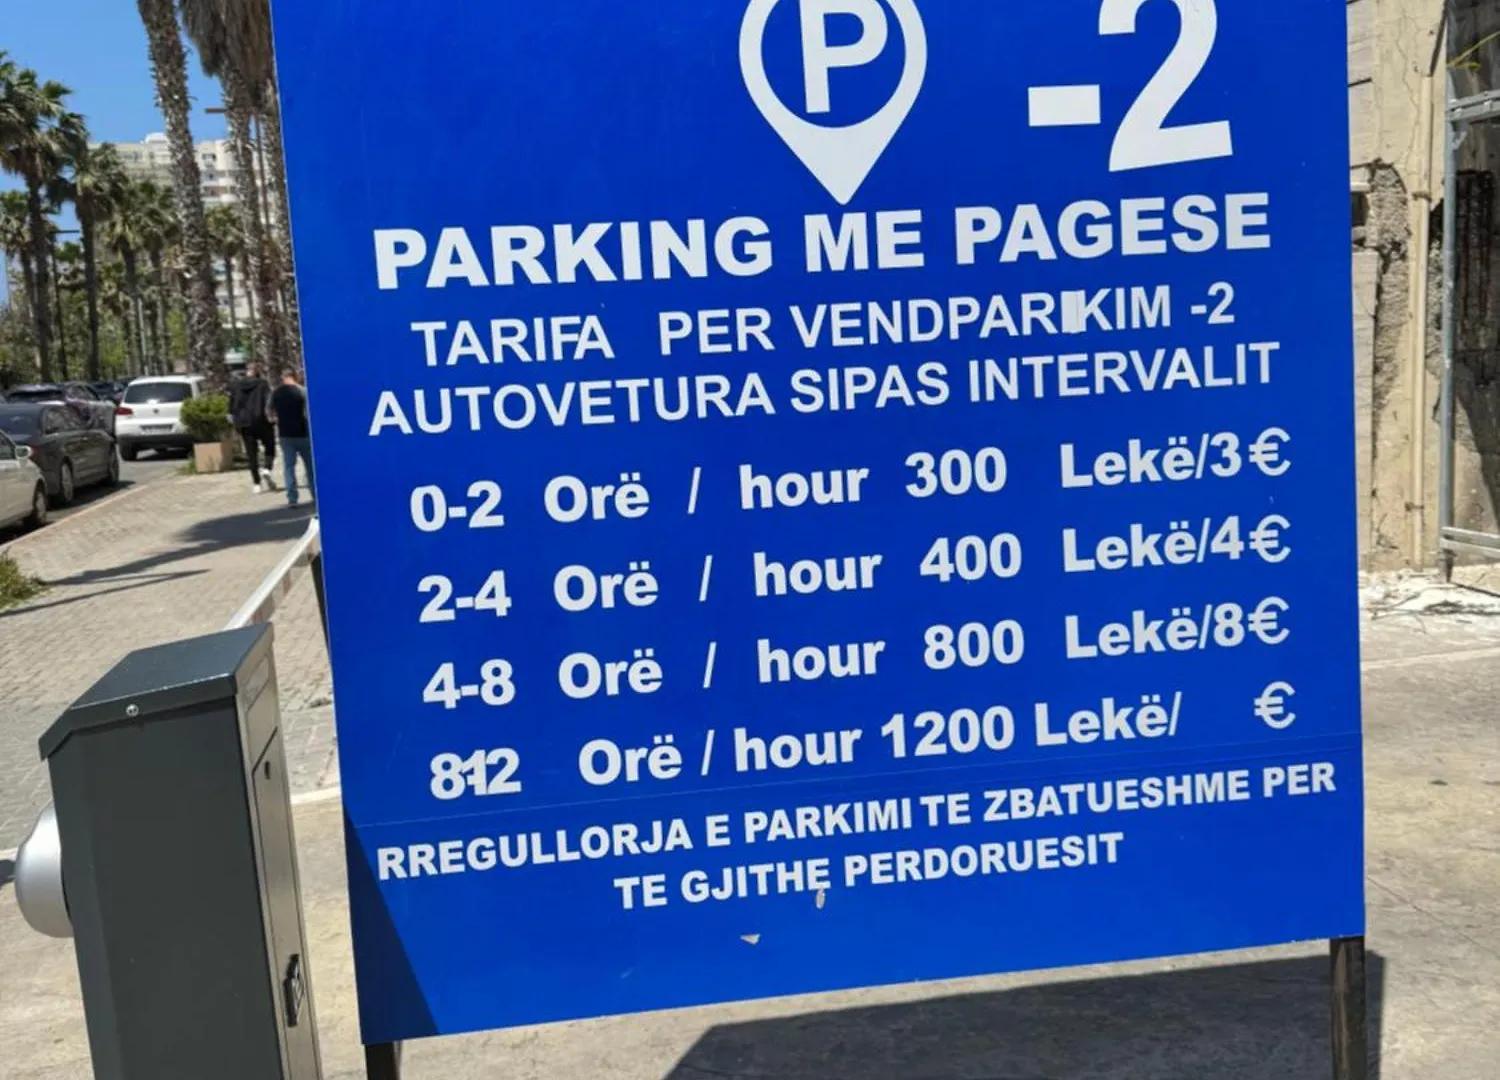 P -2
PARKING ME PAGESE
TARIFA PER VENDPARIKIM -2
AUTOVETURA SIPAS INTERVALIT
0-2 Orë / hour 300 Lekë/3€
2-4 Orë / hour 400 Lekë/4€
4-8 Orë / hour 800 Lekë/8€
8-12 Orë / hour 1200 Lekë/ €
RREGULLORJA E PARKIMI TE ZBATUESHME PER
TE GJITHE PERDORUESIT